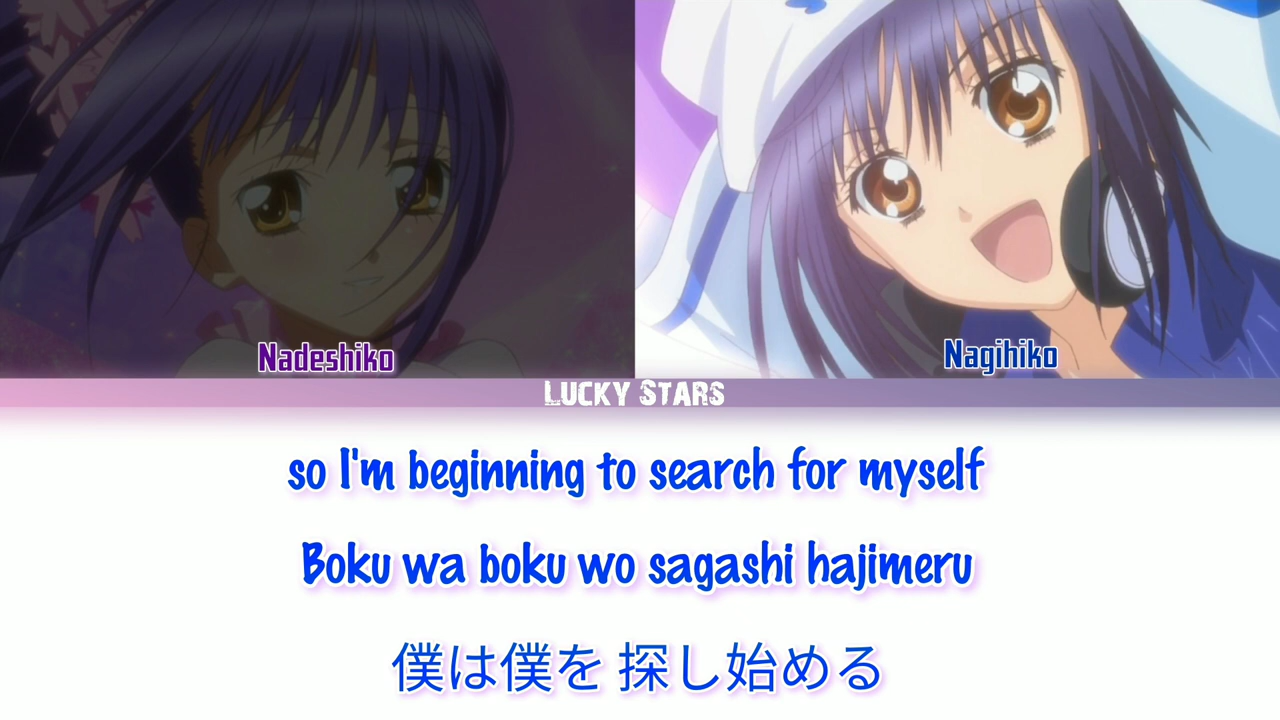 Nadeshiko
Nagihiko
Lucky Stars
so I'm beginning to search for myself
Boku wa boku wo sagashi hajimeru
僕は僕を 探し始める